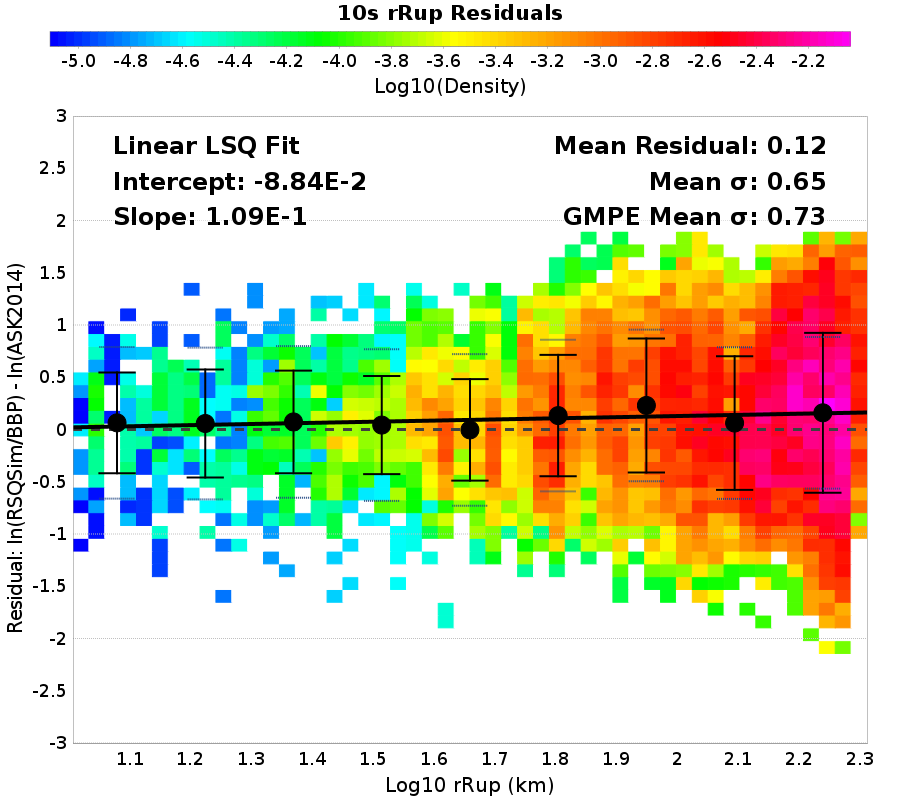 10s rRup Residuals
-5.0 -4.8 -4.6 -4.4 -4.2 -4.0 -3.8 -3.6 -3.4 -3.2 -3.0 -2.8 -2.6 -2.4 -2.2
Log10(Density)
Linear LSQ Fit
Intercept: -8.84E-2
Slope: 1.09E-1
Mean Residual: 0.12
Mean σ: 0.65
GMPE Mean σ: 0.73
Residual: ln(RSQSim/BBP) - ln(ASK2014)
3
2.5
2
1.5
1
0.5
0
-0.5
-1
-1.5
-2
-2.5
-3
1.1 1.2 1.3 1.4 1.5 1.6 1.7 1.8 1.9 2 2.1 2.2 2.3
Log10 rRup (km)